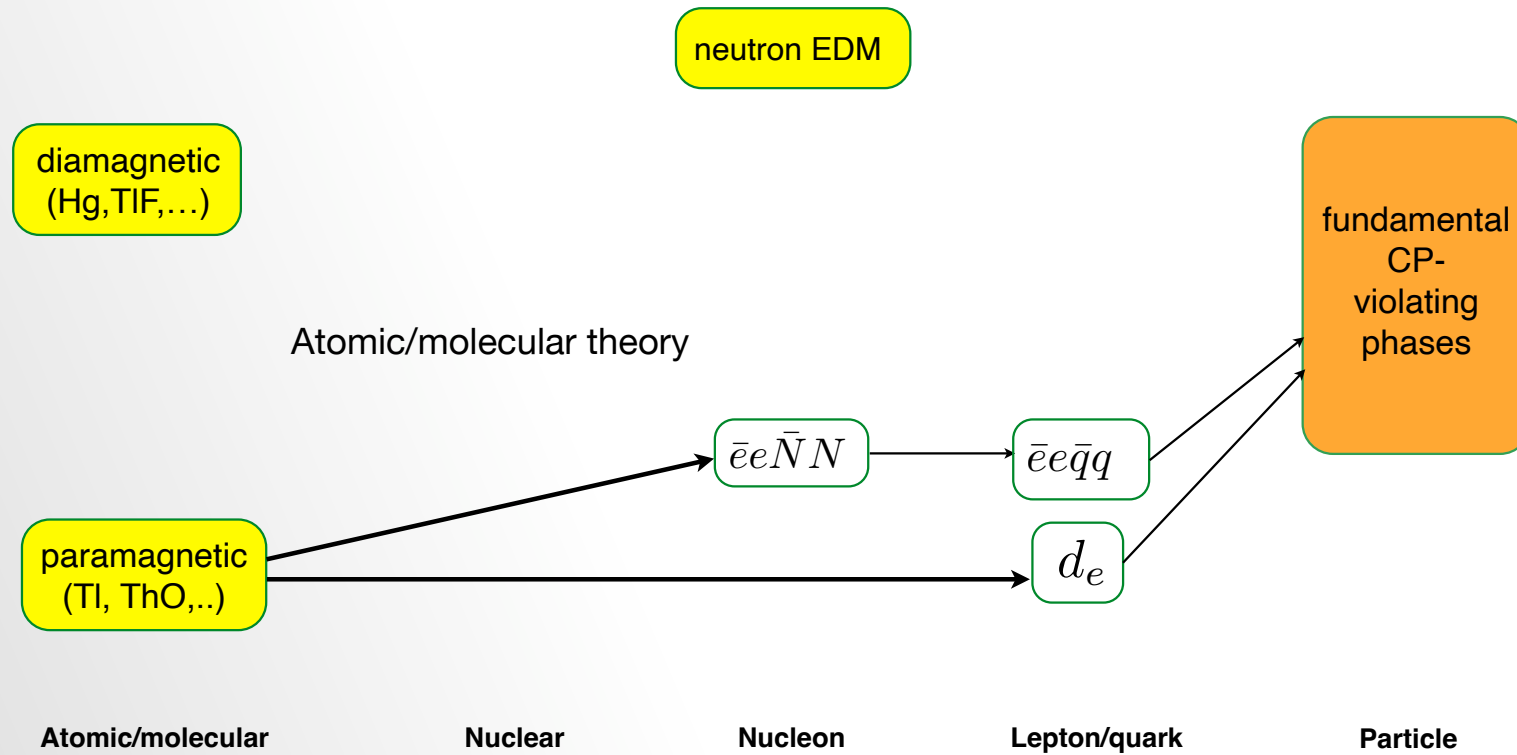 neutron EDM
diamagnetic
(Hg,TlF,…)
fundamental
CP-
violating
phases
Atomic/molecular theory
ēeN̄N
ēeq̄q
paramagnetic
(Tl, ThO,..)
dₑ
Atomic/molecular Nuclear Nucleon Lepton/quark Particle